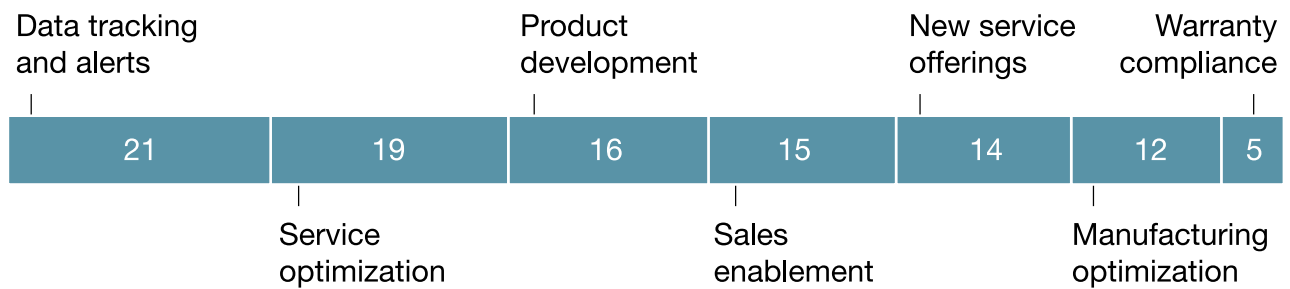 Data tracking
and alerts
Product
development
New service
offerings
Warranty
compliance
21 19 16 15 14 12 5
Service
optimization
Sales
enablement
Manufacturing
optimization